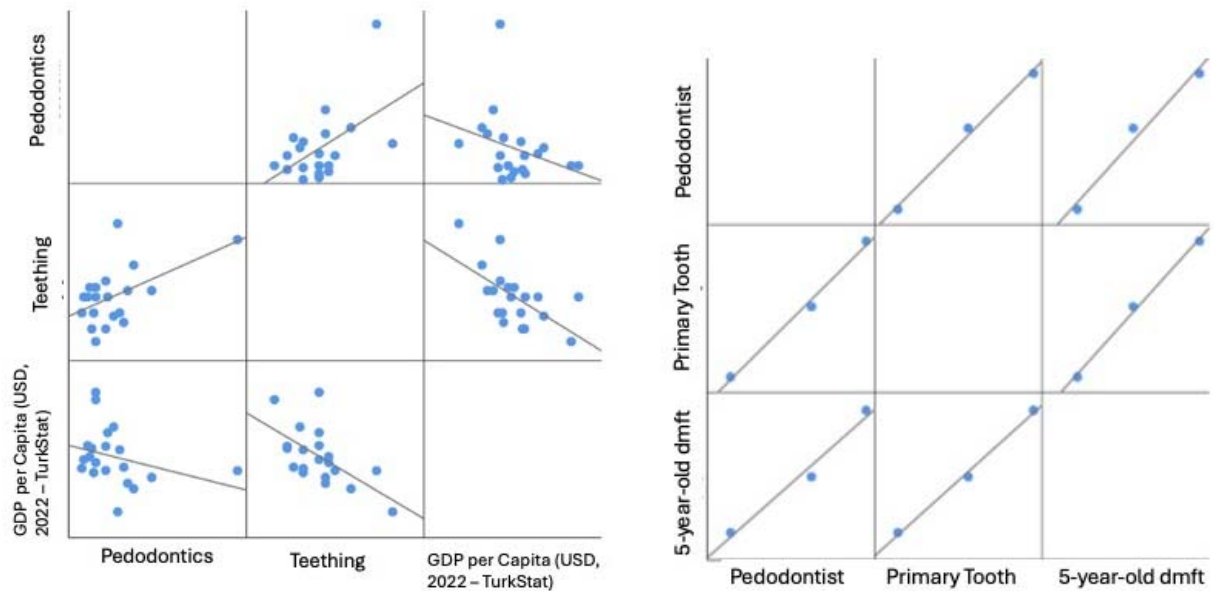 Pedodontics
Teething
GDP per Capita (USD,
2022 – TurkStat)
Pedodontics
Teething
GDP per Capita (USD,
2022 – TurkStat)
Pedodontist
Primary Tooth
5-year-old dmft
Pedodontist
Primary Tooth
5-year-old dmft